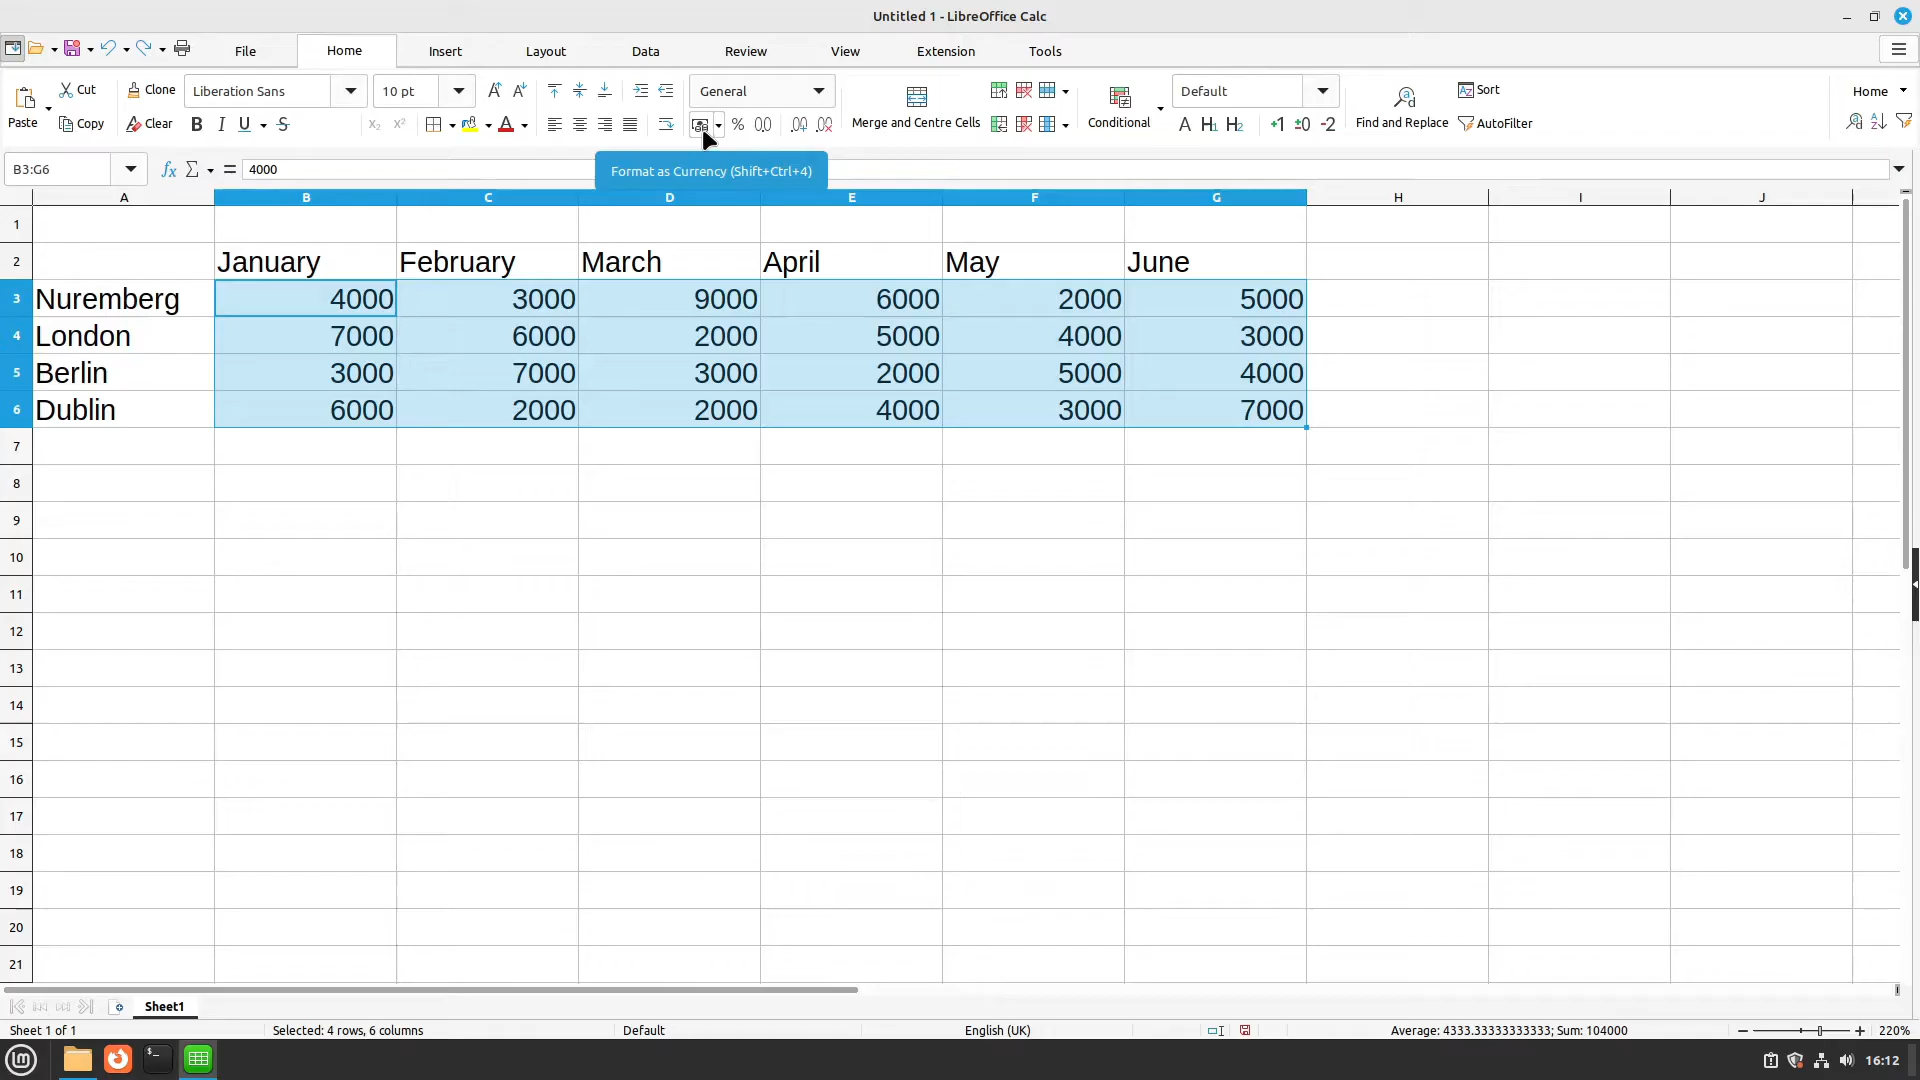 Untitled 1 - LibreOffice Calc
File Home Insert Layout Data Review View Extension Tools
Cut Clone Liberation Sans 10 pt General Default Sort Home
Paste Copy Clear B I U S Merge and Centre Cells Conditional A H1 H2 +1 ±0 -2 Find and Replace AutoFilter
B3:G6 fx Σ = 4000
Format as Currency (Shift+Ctrl+4)
A B C D E F G H I J
1
2 January February March April May June
3 Nuremberg 4000 3000 9000 6000 2000 5000
4 London 7000 6000 2000 5000 4000 3000
5 Berlin 3000 7000 3000 2000 5000 4000
6 Dublin 6000 2000 2000 4000 3000 7000
7
8
9
10
11
12
13
14
15
16
17
18
19
20
21
Sheet1
Sheet 1 of 1 Selected: 4 rows, 6 columns Default English (UK) Average: 4333.33333333333; Sum: 104000 220%
16:12